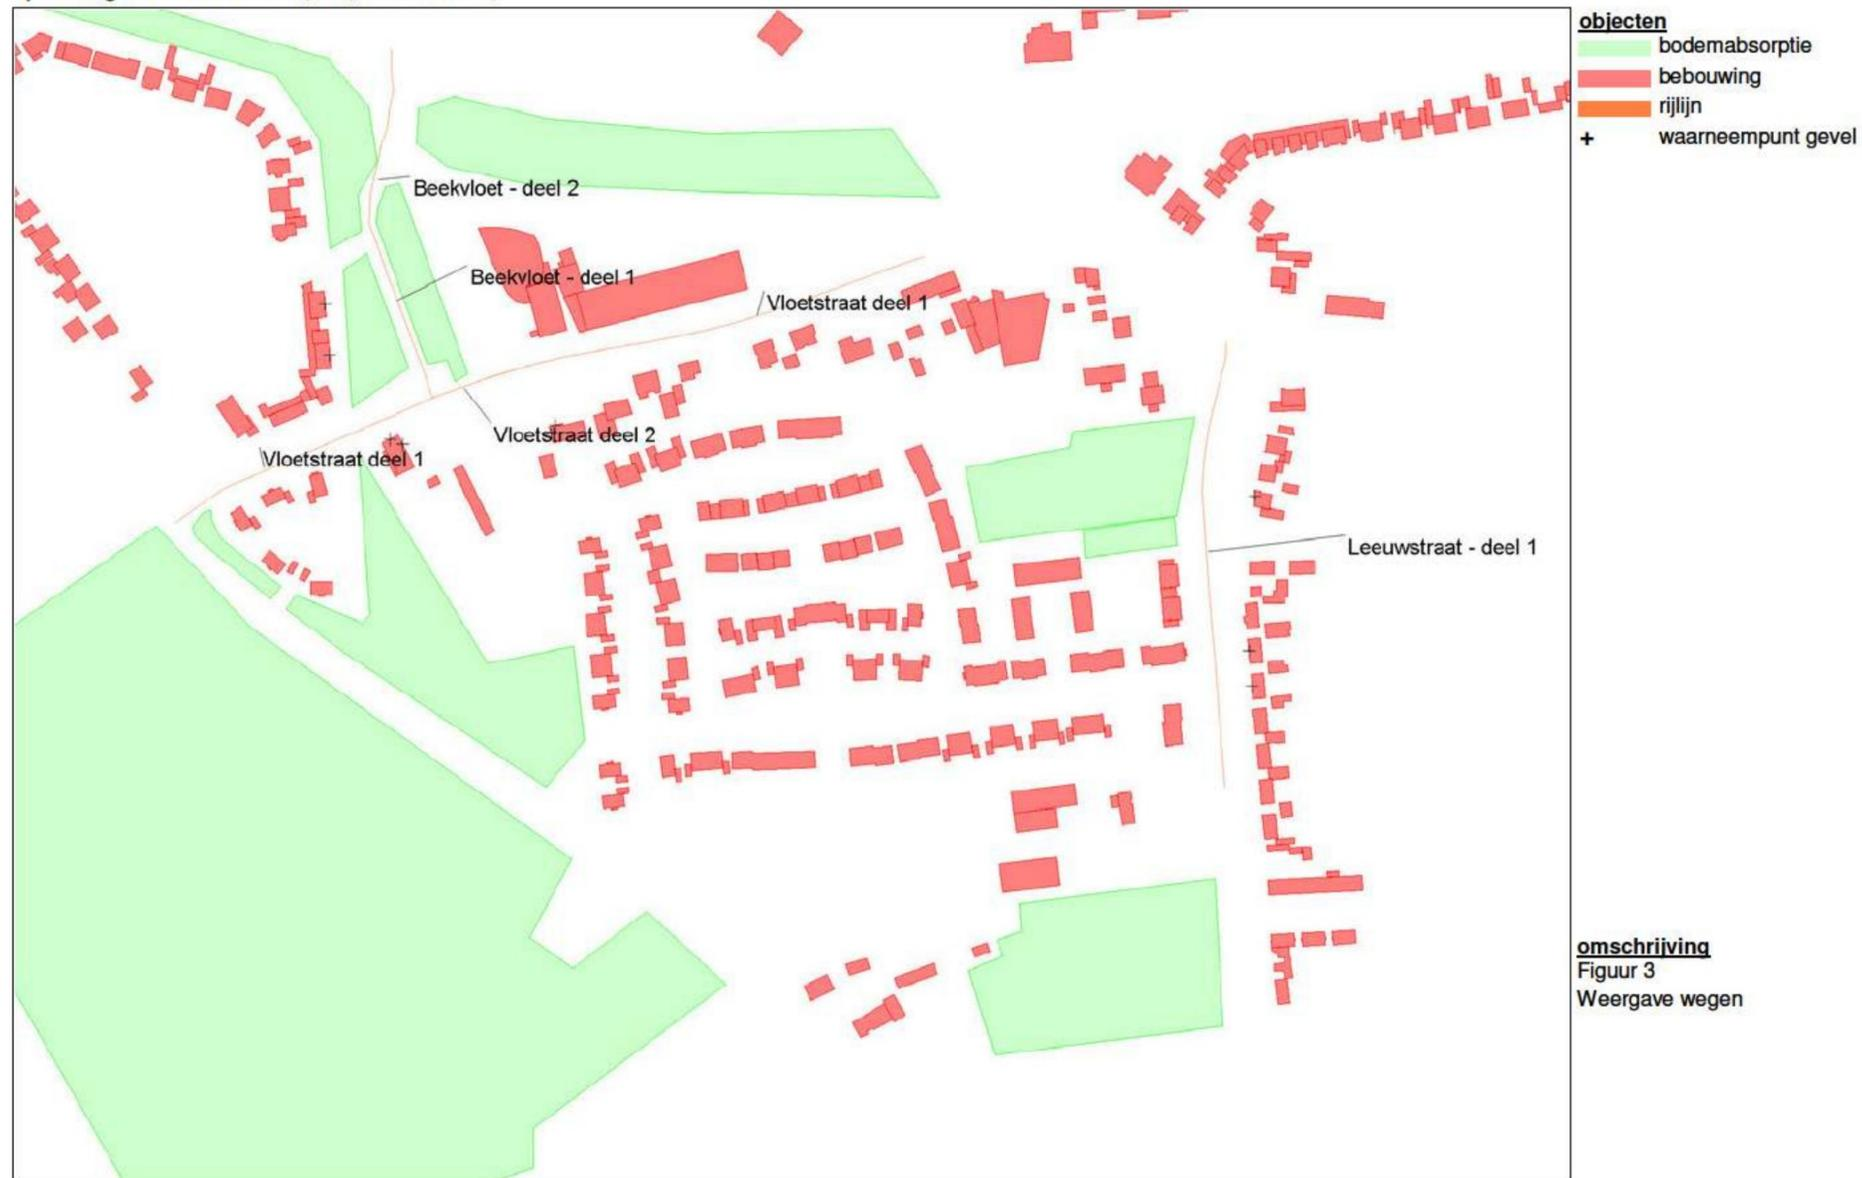 objecten
bodemabsorptie
bebouwing
rijlijn
+ waarneempunt gevel
Beekvloet - deel 2
Beekvloet - deel 1
Vloetstraat deel 1
Vloetstraat deel 2
Vloetstraat deel 1
Leeuwstraat - deel 1
omschrijving
Figuur 3
Weergave wegen